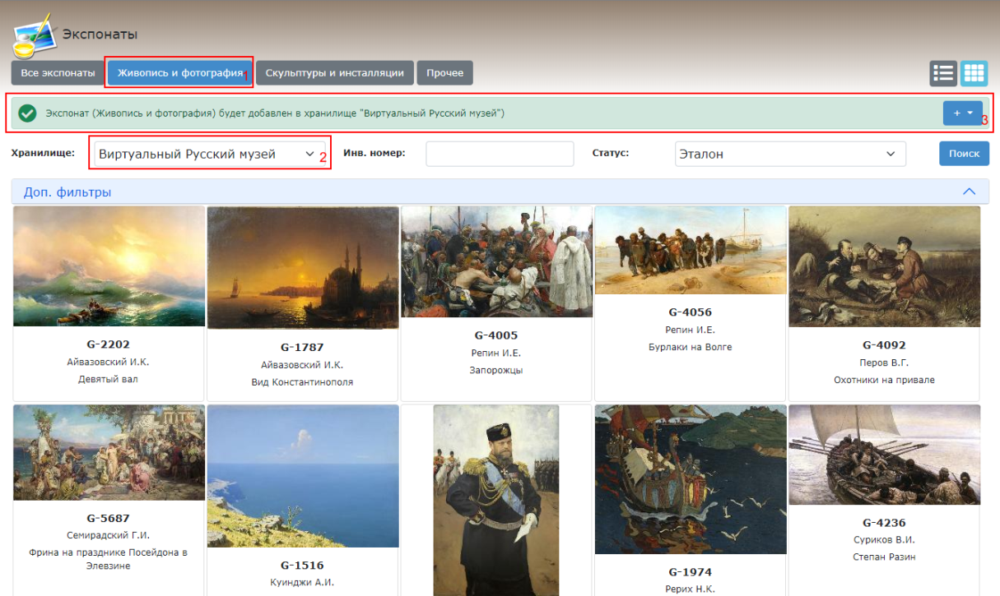 Экспонаты
Все экспонаты Живопись и фотография 1 Скульптуры и инсталляции Прочее
Экспонат (Живопись и фотография) будет добавлен в хранилище "Виртуальный Русский музей") + 3
Хранилище: Виртуальный Русский музей 2 Инв. номер: Статус: Эталон Поиск
Доп. фильтры
G-2202
Айвазовский И.К.
Девятый вал
G-1787
Айвазовский И.К.
Вид Константинополя
G-4005
Репин И.Е.
Запорожцы
G-4056
Репин И.Е.
Бурлаки на Волге
G-4092
Перов В.Г.
Охотники на привале
G-5687
Семирадский Г.И.
Фрина на празднике Посейдона в
Элевзине
G-1516
Куинджи А.И.
G-1974
Рерих Н.К.
G-4236
Суриков В.И.
Степан Разин